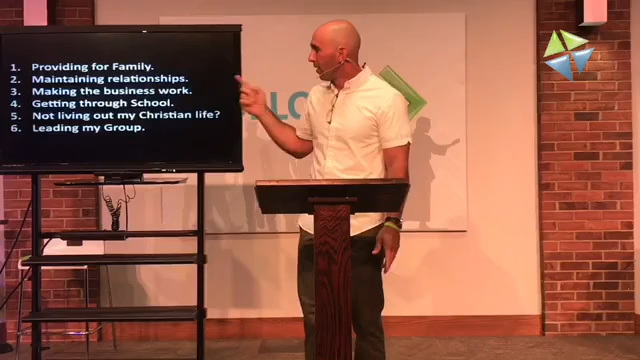 1. Providing for Family.
2. Maintaining relationships.
3. Making the business work.
4. Getting through School.
5. Not living out my Christian life?
6. Leading my Group.